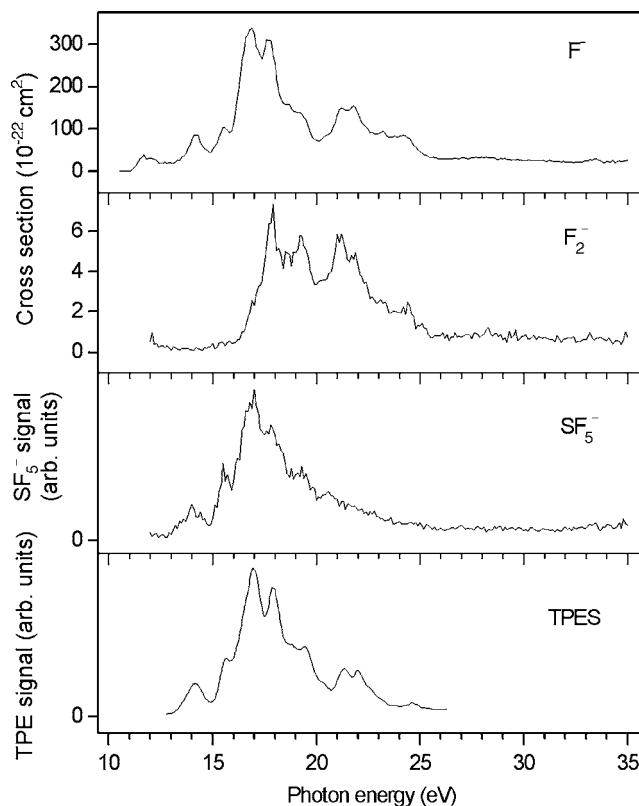 300
200
100
0
F⁻
Cross section (10⁻²² cm²)
6
4
2
0
F₂⁻
SF₅⁻ signal
(arb. units)
0
SF₅⁻
TPE signal (arb. units)
0
TPES
10 15 20 25 30 35
Photon energy (eV)